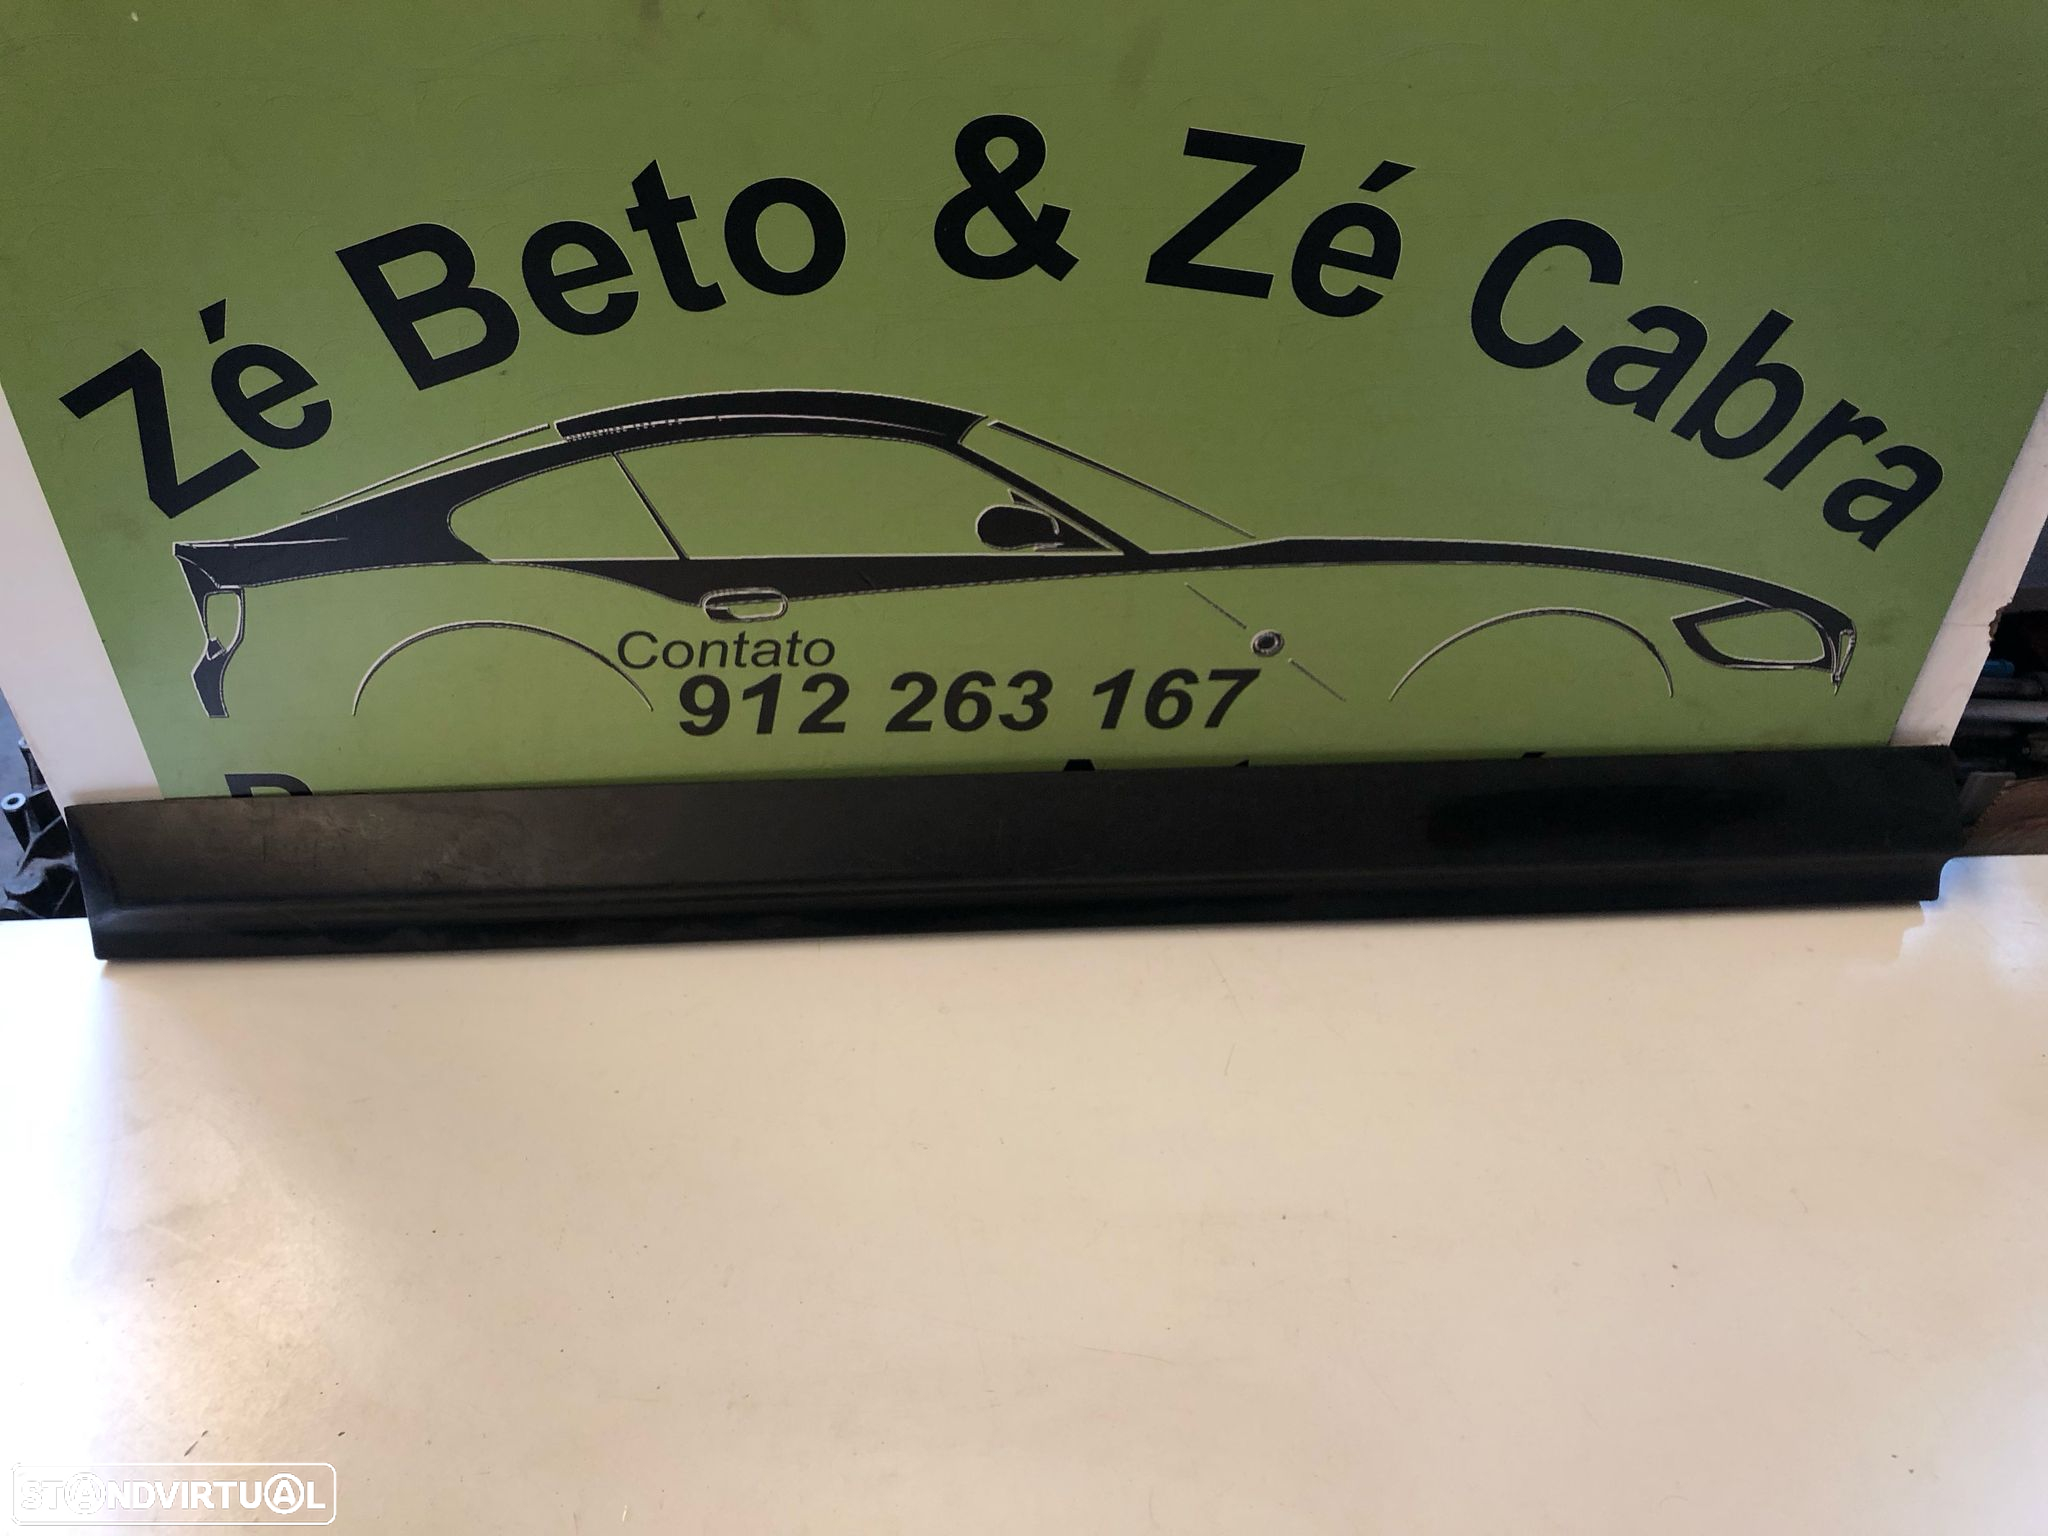 Zé Beto & Zé Cabra
Contato
912 263 167
STANDVIRTUAL